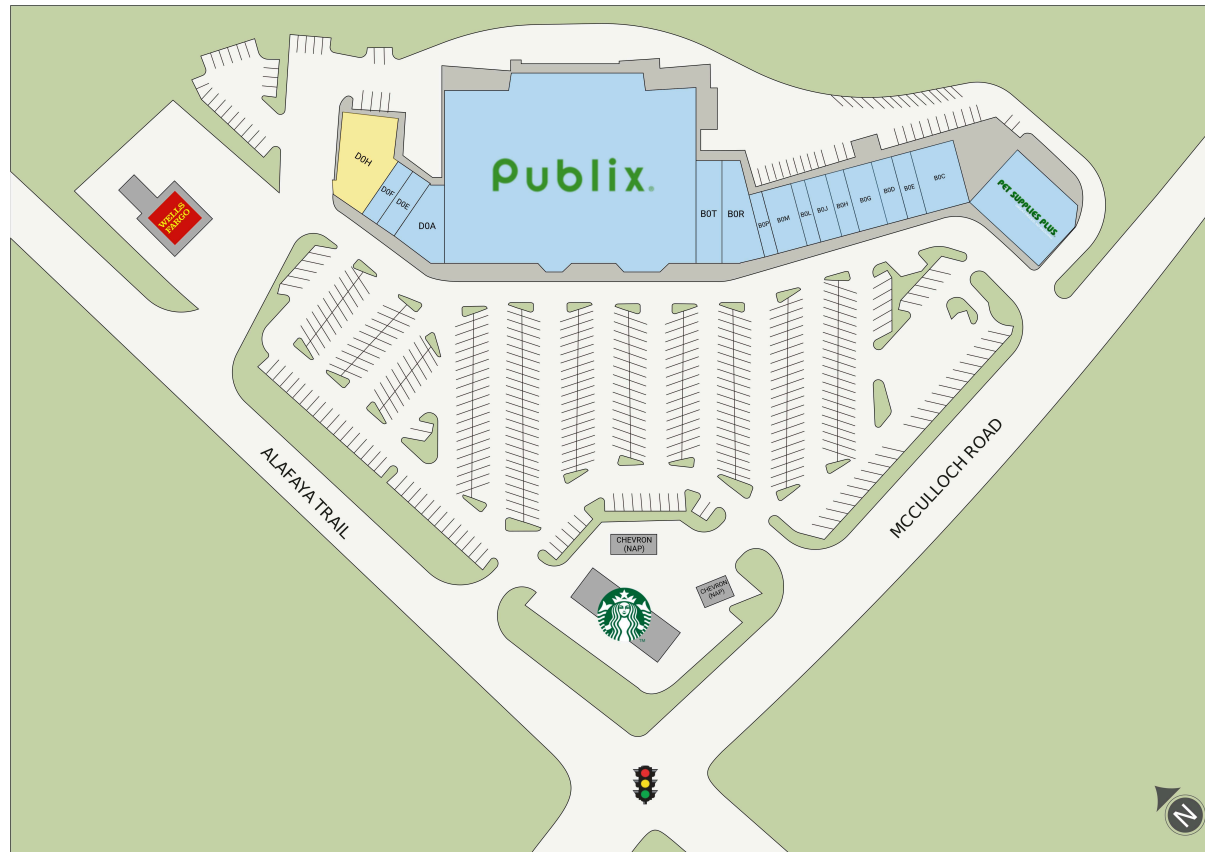 Publix.
D0H
D0F
D0E
D0A
B0T
B0R
B0P
B0M
B0L
B0J
B0H
B0G
B0D
B0E
B0C
PET SUPPLIES PLUS
WELLS
FARGO
ALAFAYA TRAIL
MCCULLOCH ROAD
CHEVRON
(NAP)
CHEVRON
(NAP)
TM
N